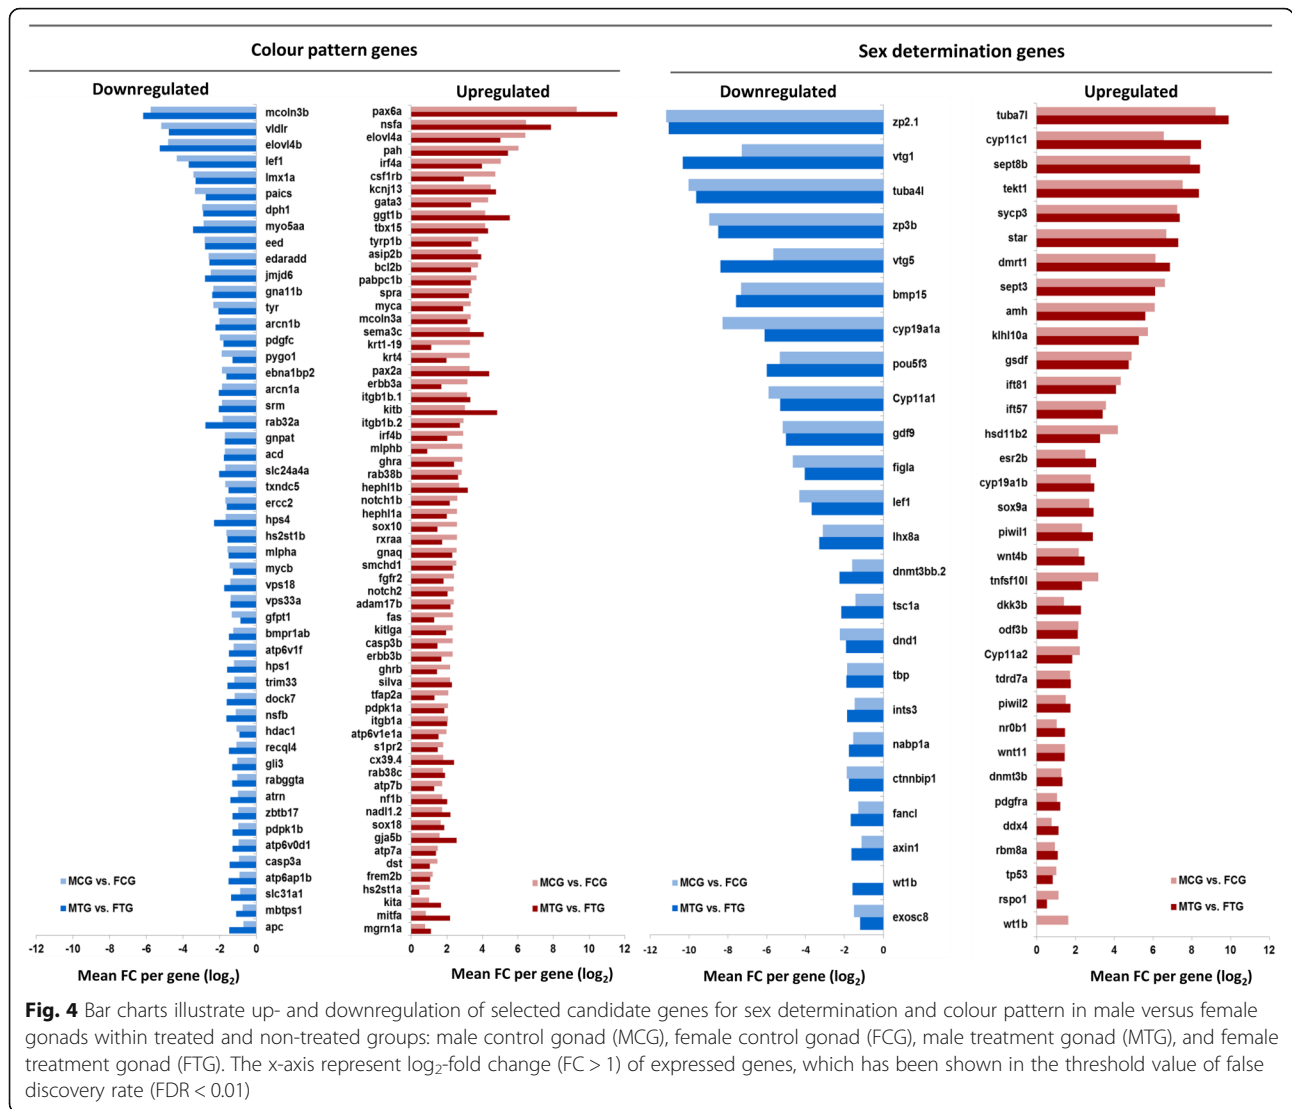 Colour pattern genes
Sex determination genes
Downregulated
Upregulated
Downregulated
Upregulated
mcoln3b
vldlr
elovl4b
lef1
lmx1a
paics
dph1
myo5aa
eed
edaradd
jmjd6
gna11b
tyr
arcn1b
pdgfc
pygo1
ebna1bp2
arcn1a
srm
rab32a
gnpat
acd
slc24a4a
txndc5
ercc2
hps4
hs2st1b
mlpha
mycb
vps18
vps33a
gfpt1
bmpr1ab
atp6v1f
hps1
trim33
dock7
nsfb
hdac1
recql4
gli3
rabggta
atrn
zbtb17
pdpk1b
atp6v0d1
casp3a
atp6ap1b
slc31a1
mbtps1
apc
MCG vs. FCG
MTG vs. FTG
-12 -10 -8 -6 -4 -2 0
Mean FC per gene (log2)
pax6a
nsfa
elovl4a
pah
irf4a
csf1rb
kcnj13
gata3
ggt1b
tbx15
tyrp1b
asip2b
bcl2b
pabpc1b
spra
myca
mcoln3a
sema3c
krt1-19
krt4
pax2a
erbb3a
itgb1b.1
kitb
itgb1b.2
irf4b
mlphb
ghra
rab38b
hephl1b
notch1b
hephl1a
sox10
rxraa
gnaq
smchd1
fgfr2
notch2
adam17b
fas
kitlga
casp3b
erbb3b
ghrb
silva
tfap2a
pdpk1a
itgb1a
atp6v1e1a
s1pr2
cx39.4
rab38c
atp7b
nf1b
nadl1.2
sox18
gja5b
atp7a
dst
frem2b
hs2st1a
kita
mitfa
mgrn1a
MCG vs. FCG
MTG vs. FTG
0 2 4 6 8 10 12
Mean FC per gene (log2)
zp2.1
vtg1
tuba4l
zp3b
vtg5
bmp15
cyp19a1a
pou5f3
Cyp11a1
gdf9
figla
lef1
lhx8a
dnmt3bb.2
tsc1a
dnd1
tbp
ints3
nabp1a
ctnnbip1
fancl
axin1
wt1b
exosc8
MCG vs. FCG
MTG vs. FTG
-12 -10 -8 -6 -4 -2 0
Mean FC per gene (log2)
tuba7l
cyp11c1
sept8b
tekt1
sycp3
star
dmrt1
sept3
amh
klhl10a
gsdf
ift81
ift57
hsd11b2
esr2b
cyp19a1b
sox9a
piwil1
wnt4b
tnfsf10l
dkk3b
odf3b
Cyp11a2
tdrd7a
piwil2
nr0b1
wnt11
dnmt3b
pdgfra
ddx4
rbm8a
tp53
rspo1
wt1b
MCG vs. FCG
MTG vs. FTG
0 2 4 6 8 10 12
Mean FC per gene (log2)
Fig. 4 Bar charts illustrate up- and downregulation of selected candidate genes for sex determination and colour pattern in male versus female
gonads within treated and non-treated groups: male control gonad (MCG), female control gonad (FCG), male treatment gonad (MTG), and female
treatment gonad (FTG). The x-axis represent log2-fold change (FC > 1) of expressed genes, which has been shown in the threshold value of false
discovery rate (FDR < 0.01)